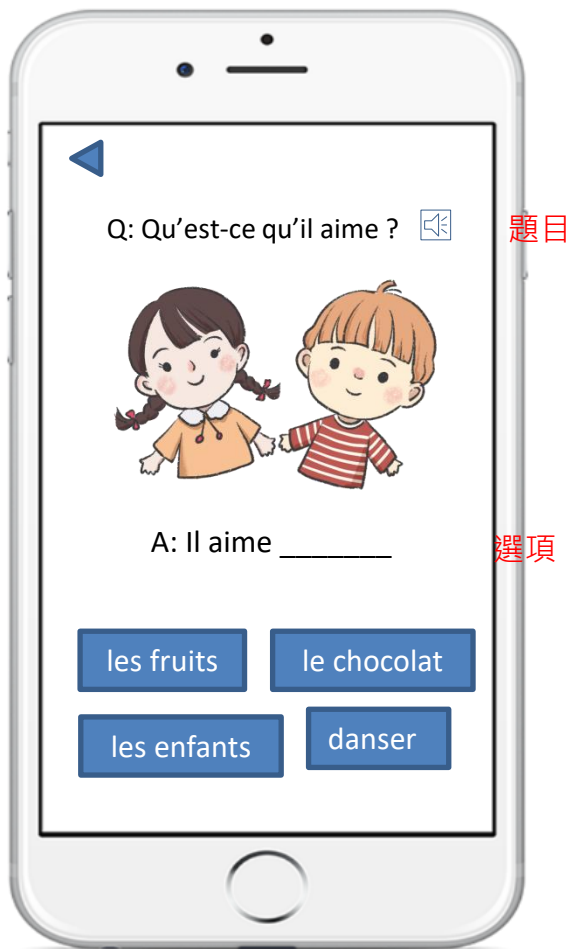 Q: Qu’est-ce qu’il aime ?
題目
A: Il aime _______
選項
les fruits
le chocolat
les enfants
danser